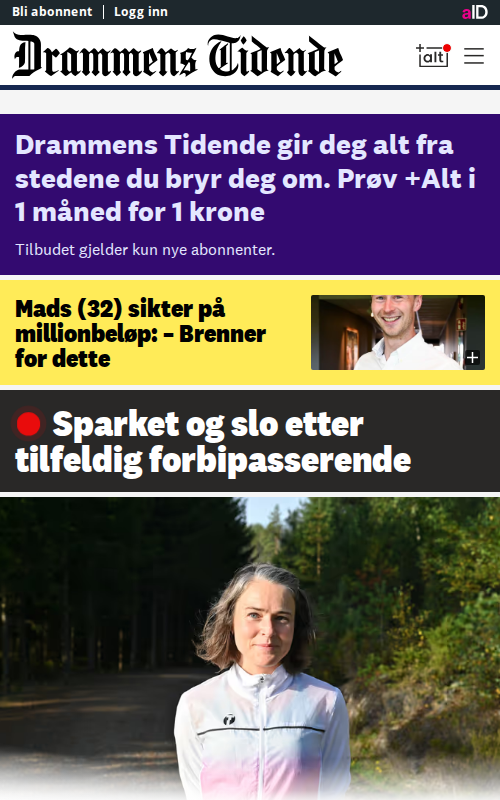 Bli abonnent | Logg inn
aID
Drammens Tidende
+alt
Drammens Tidende gir deg alt fra
stedene du bryr deg om. Prøv +Alt i
1 måned for 1 krone
Tilbudet gjelder kun nye abonnenter.
Mads (32) sikter på
millionbeløp: – Brenner
for dette
+
Sparket og slo etter
tilfeldig forbipasserende